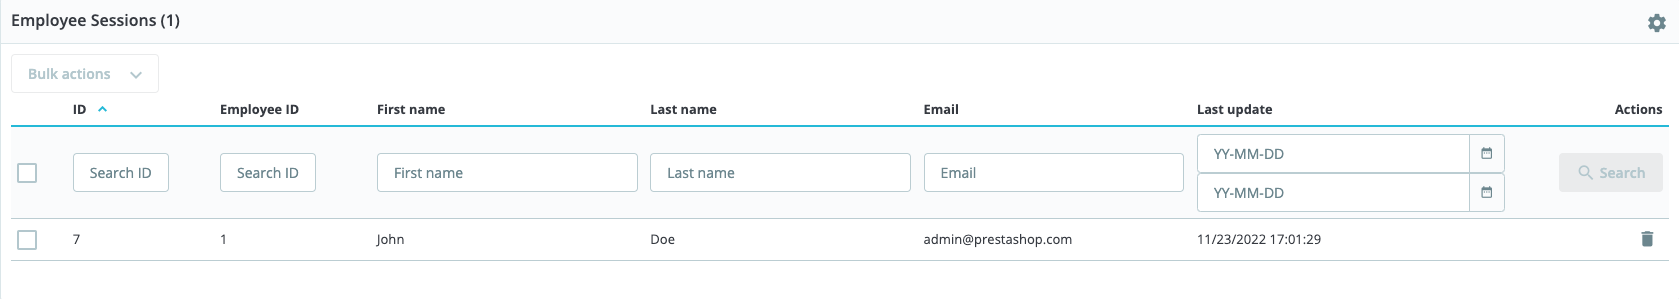 Employee Sessions (1)
Bulk actions
ID Employee ID First name Last name Email Last update Actions
Search ID Search ID First name Last name Email YY-MM-DD Search
YY-MM-DD
7 1 John Doe admin@prestashop.com 11/23/2022 17:01:29